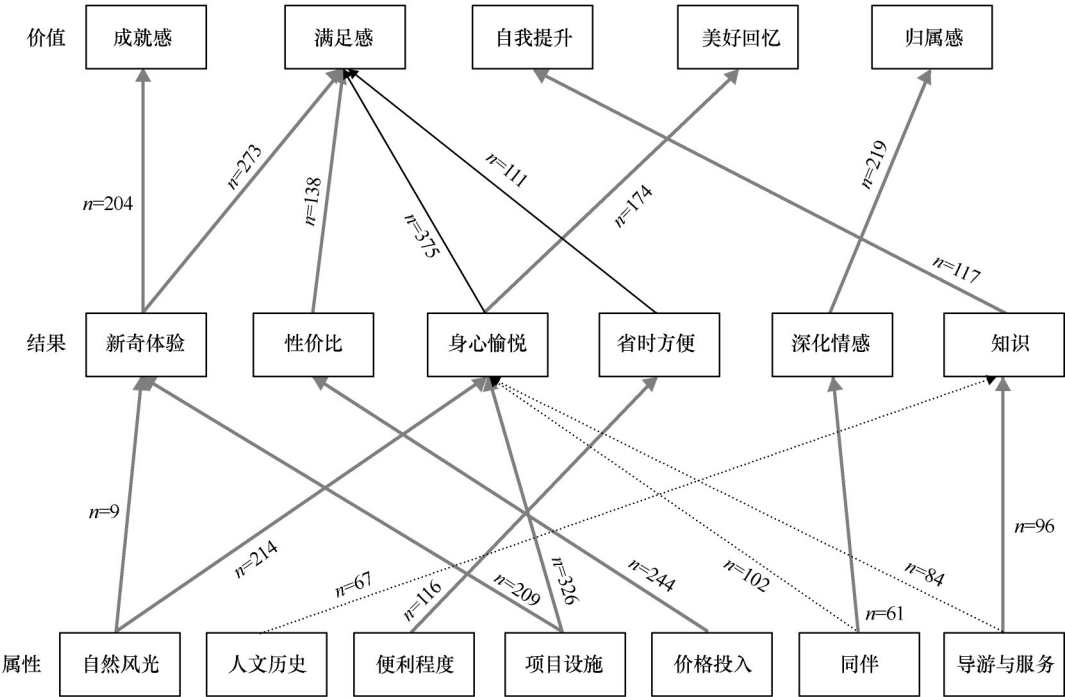 价值 成就感 满足感 自我提升 美好回忆 归属感
n=204 n=273 n=138 n=375 n=111 n=174 n=219 n=117
结果 新奇体验 性价比 身心愉悦 省时方便 深化情感 知识
n=9 n=214 n=67 n=116 n=209 n=326 n=244 n=102 n=61 n=84 n=96
属性 自然风光 人文历史 便利程度 项目设施 价格投入 同伴 导游与服务